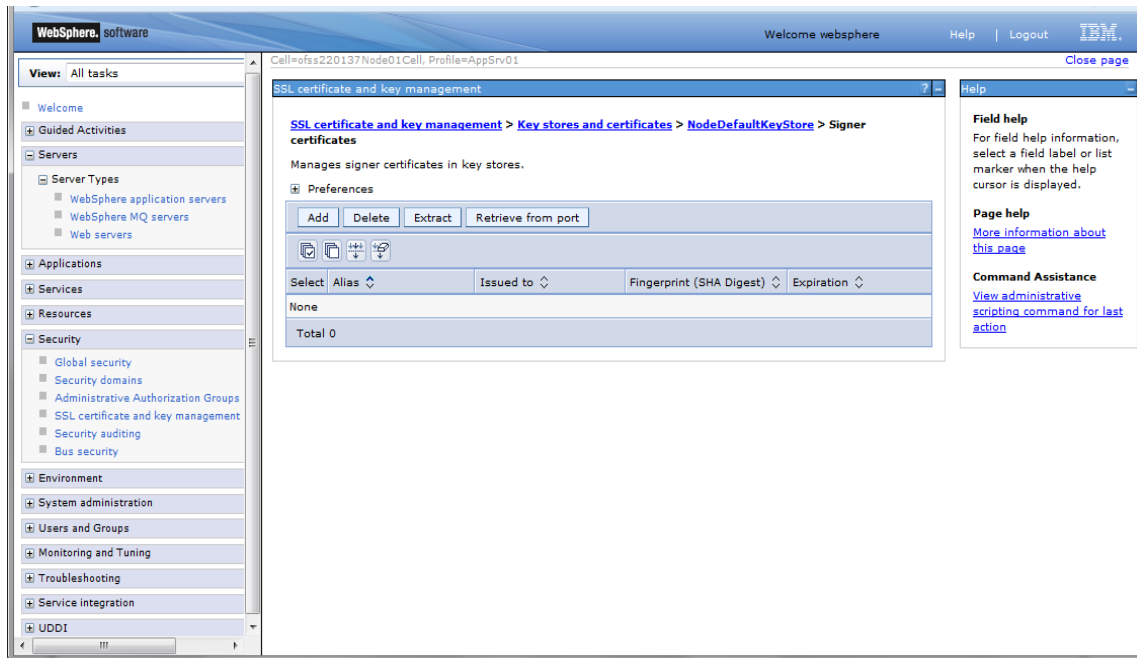 WebSphere. software
Welcome websphere
Help | Logout
IBM.
View: All tasks
Welcome
Guided Activities
Servers
Server Types
WebSphere application servers
WebSphere MQ servers
Web servers
Applications
Services
Resources
Security
Global security
Security domains
Administrative Authorization Groups
SSL certificate and key management
Security auditing
Bus security
Environment
System administration
Users and Groups
Monitoring and Tuning
Troubleshooting
Service integration
UDDI
Cell=ofss220137Node01Cell, Profile=AppSrv01
Close page
SSL certificate and key management
? -
SSL certificate and key management > Key stores and certificates > NodeDefaultKeyStore > Signer
certificates
Manages signer certificates in key stores.
Preferences
Add Delete Extract Retrieve from port
Select Alias Issued to Fingerprint (SHA Digest) Expiration
None
Total 0
Help
Field help
For field help information,
select a field label or list
marker when the help
cursor is displayed.
Page help
More information about
this page
Command Assistance
View administrative
scripting command for last
action